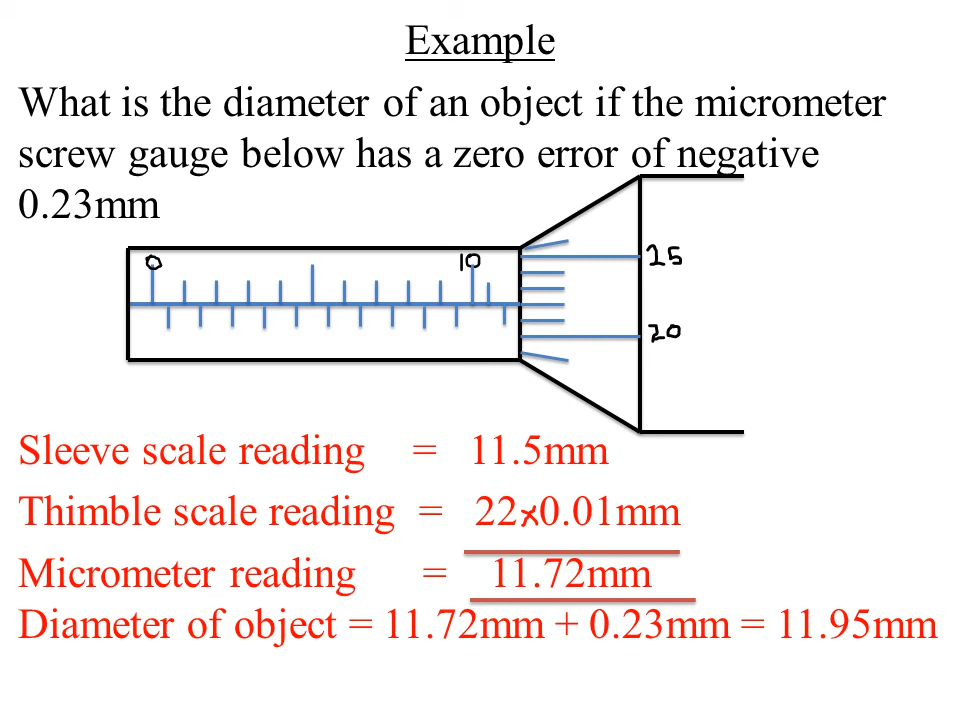 Example
What is the diameter of an object if the micrometer
screw gauge below has a zero error of negative
0.23mm
0 10 25
20
Sleeve scale reading = 11.5mm
Thimble scale reading = 22x0.01mm
Micrometer reading = 11.72mm
Diameter of object = 11.72mm + 0.23mm = 11.95mm